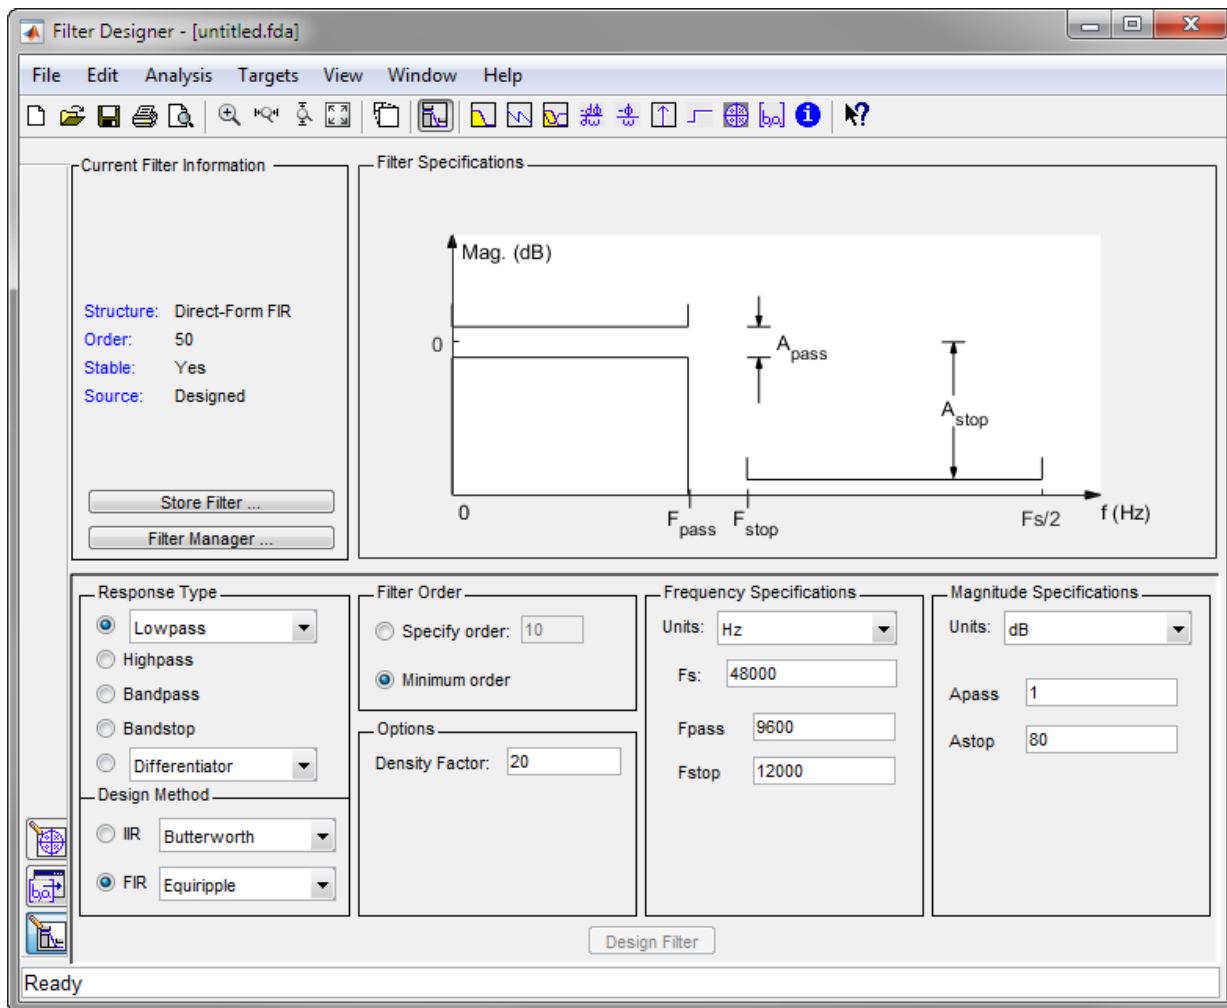 Filter Designer - [untitled.fda]
File Edit Analysis Targets View Window Help
Current Filter Information
Structure: Direct-Form FIR
Order: 50
Stable: Yes
Source: Designed
Store Filter ...
Filter Manager ...
Filter Specifications
Mag. (dB)
0
A pass
A stop
0
F pass
F stop
Fs/2
f (Hz)
Response Type
Lowpass
Highpass
Bandpass
Bandstop
Differentiator
Design Method
IIR Butterworth
FIR Equiripple
Filter Order
Specify order: 10
Minimum order
Options
Density Factor: 20
Frequency Specifications
Units: Hz
Fs: 48000
Fpass 9600
Fstop 12000
Magnitude Specifications
Units: dB
Apass 1
Astop 80
Design Filter
Ready